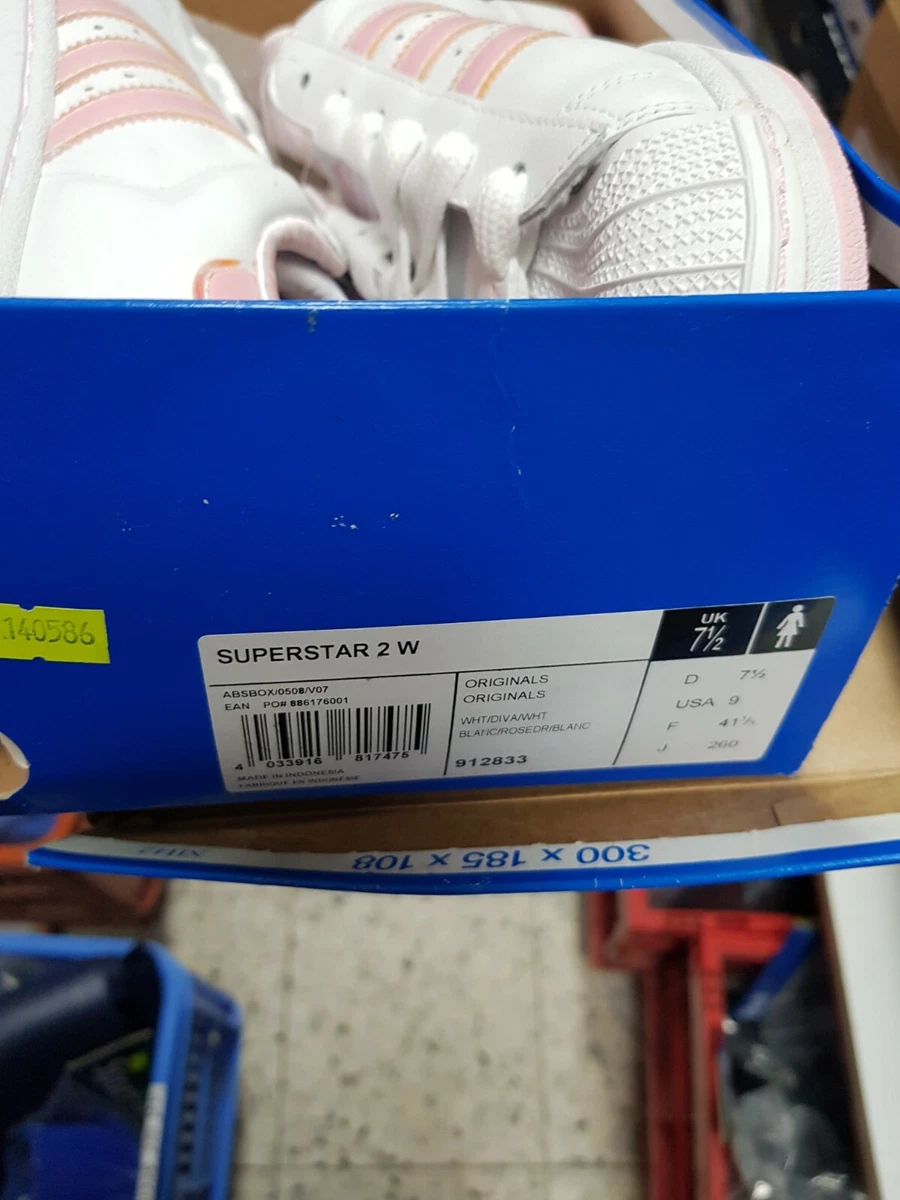 140586
SUPERSTAR 2 W
UK
7½
ABSBOX/0508/V07
EAN PO# 886176001
4 033916 817475
MADE IN INDONESIA
FABRIQUE EN INDONESIE
ORIGINALS
ORIGINALS
WHT/DIVA/WHT
BLANC/ROSEDR/BLANC
912833
D 7½
USA 9
F 41⅓
J 260
300 x 185 x 108